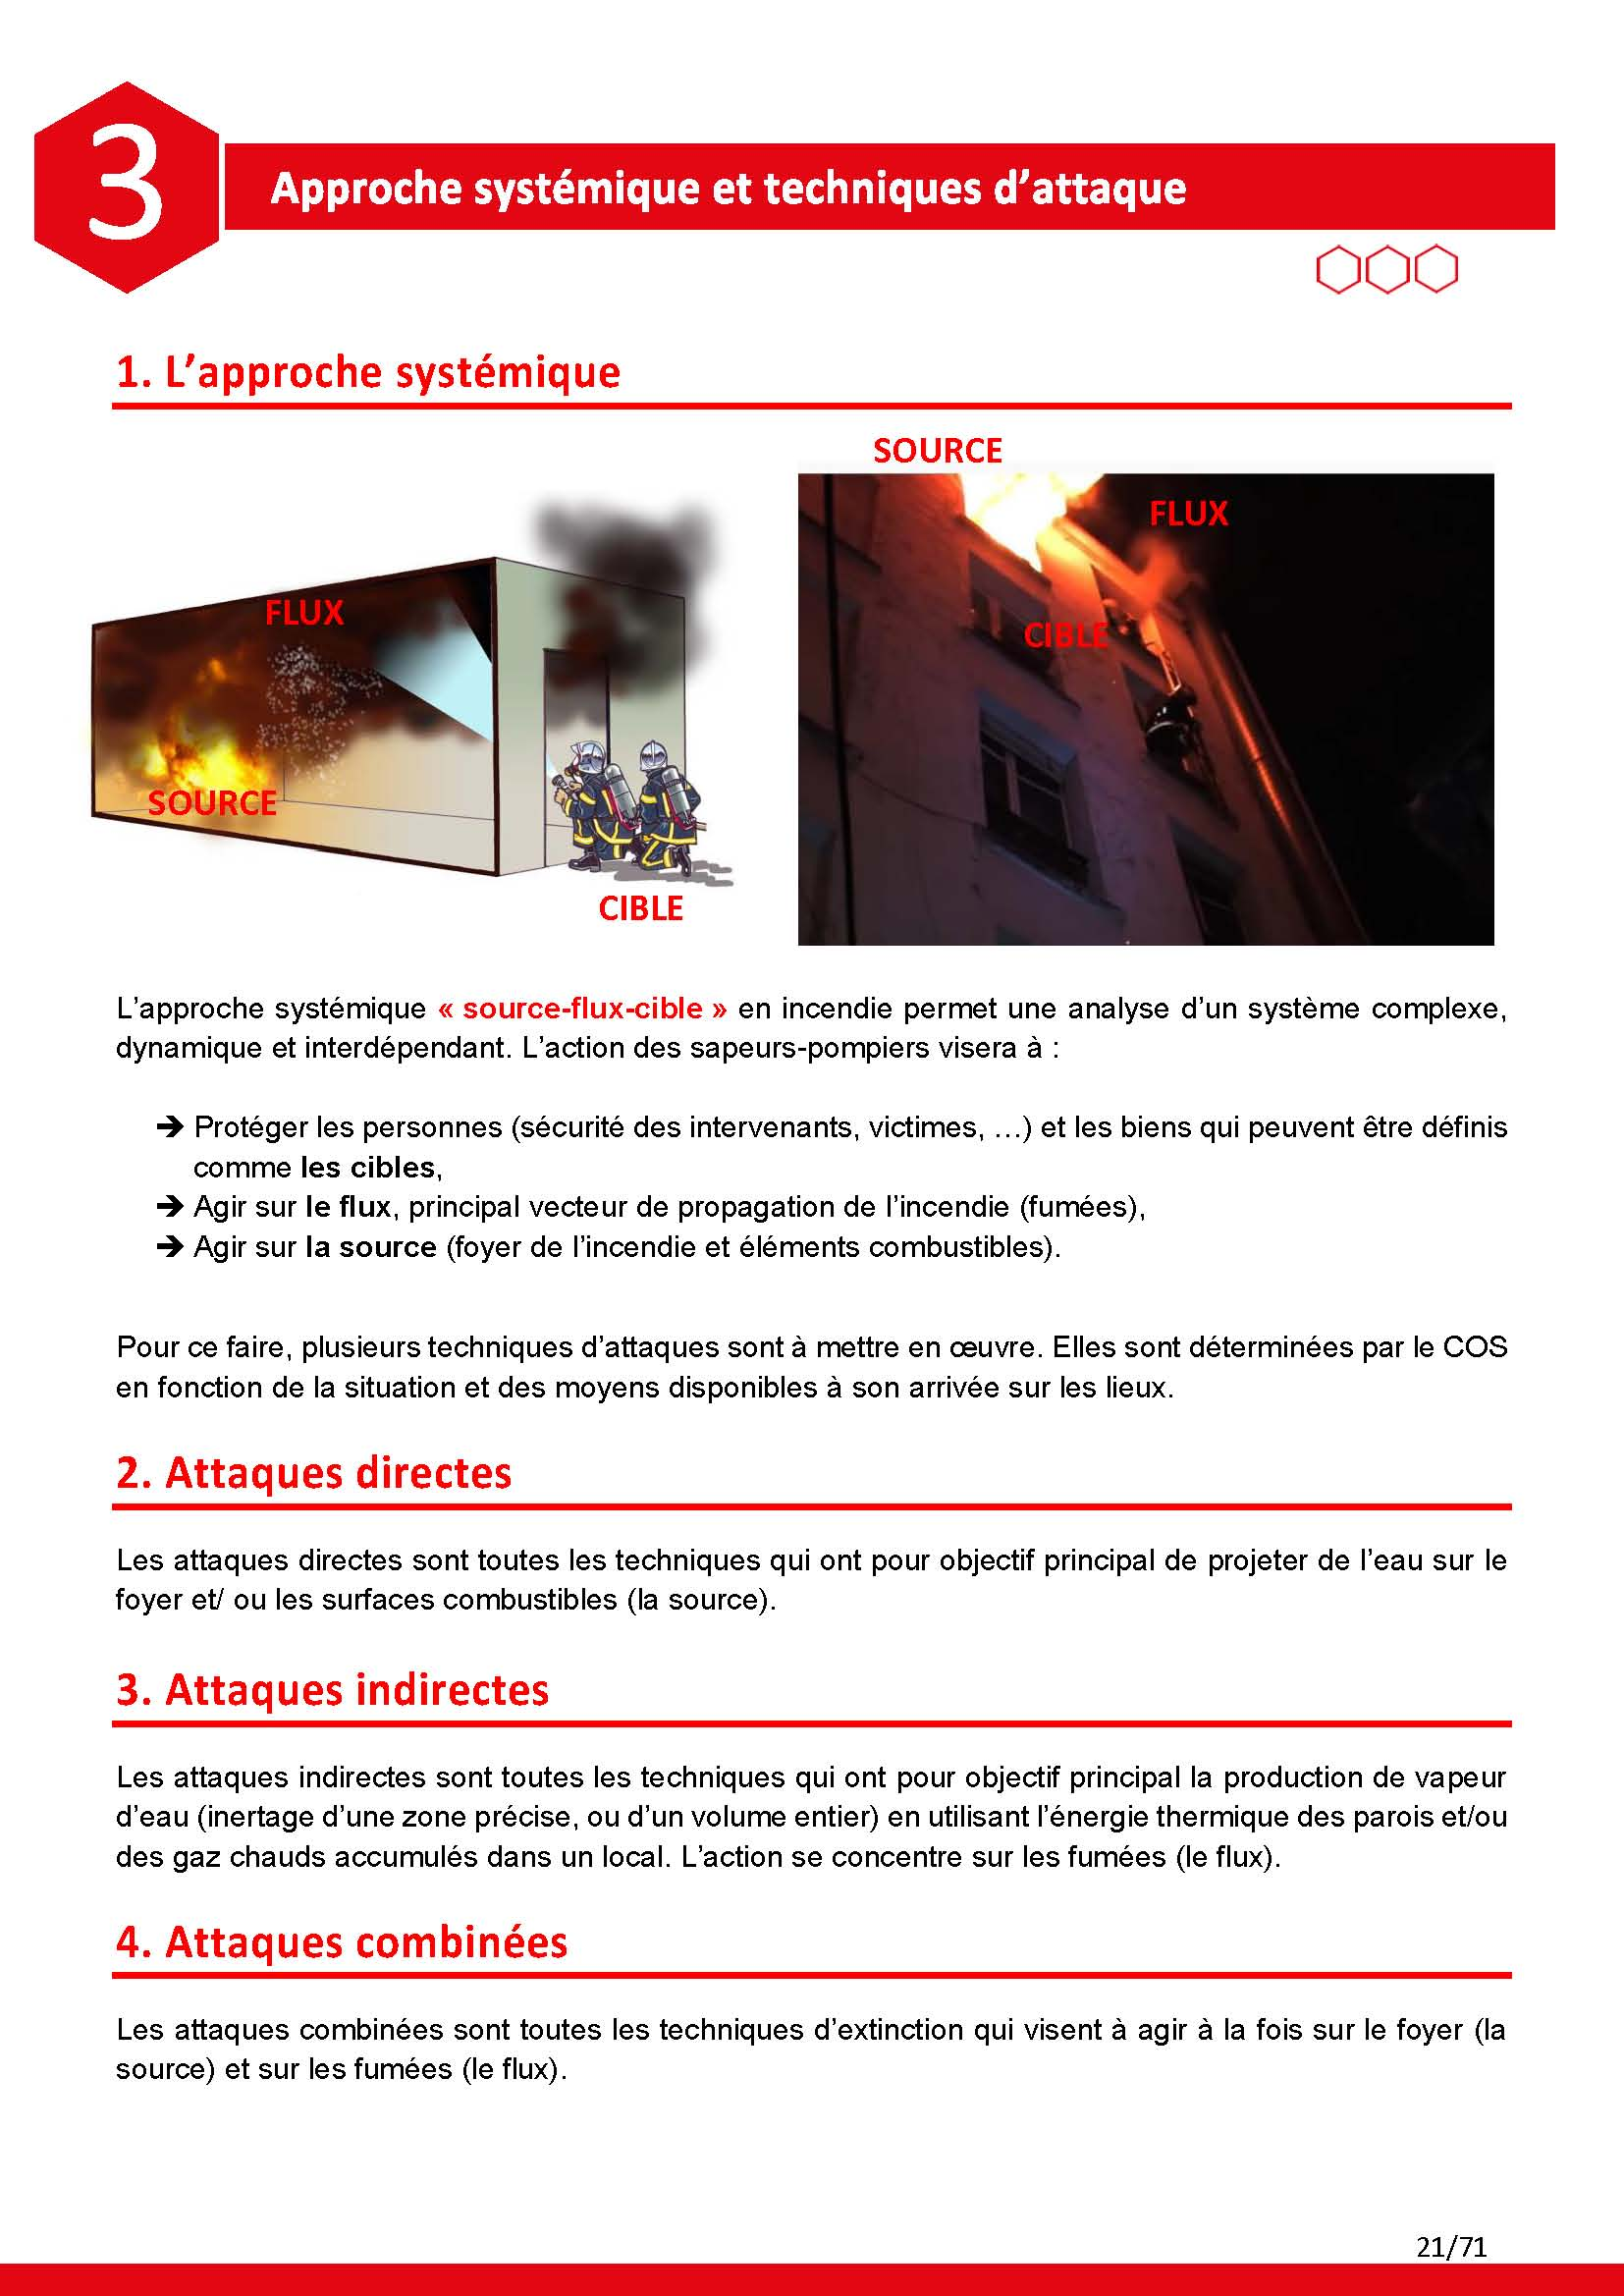 3
Approche systémique et techniques d’attaque
1. L’approche systémique
SOURCE
FLUX
CIBLE
FLUX
SOURCE
CIBLE
L’approche systémique « source-flux-cible » en incendie permet une analyse d’un système complexe,
dynamique et interdépendant. L’action des sapeurs-pompiers visera à :
➔ Protéger les personnes (sécurité des intervenants, victimes, …) et les biens qui peuvent être définis
comme les cibles,
➔ Agir sur le flux, principal vecteur de propagation de l’incendie (fumées),
➔ Agir sur la source (foyer de l’incendie et éléments combustibles).
Pour ce faire, plusieurs techniques d’attaques sont à mettre en œuvre. Elles sont déterminées par le COS
en fonction de la situation et des moyens disponibles à son arrivée sur les lieux.
2. Attaques directes
Les attaques directes sont toutes les techniques qui ont pour objectif principal de projeter de l’eau sur le
foyer et/ ou les surfaces combustibles (la source).
3. Attaques indirectes
Les attaques indirectes sont toutes les techniques qui ont pour objectif principal la production de vapeur
d’eau (inertage d’une zone précise, ou d’un volume entier) en utilisant l’énergie thermique des parois et/ou
des gaz chauds accumulés dans un local. L’action se concentre sur les fumées (le flux).
4. Attaques combinées
Les attaques combinées sont toutes les techniques d’extinction qui visent à agir à la fois sur le foyer (la
source) et sur les fumées (le flux).
21/71